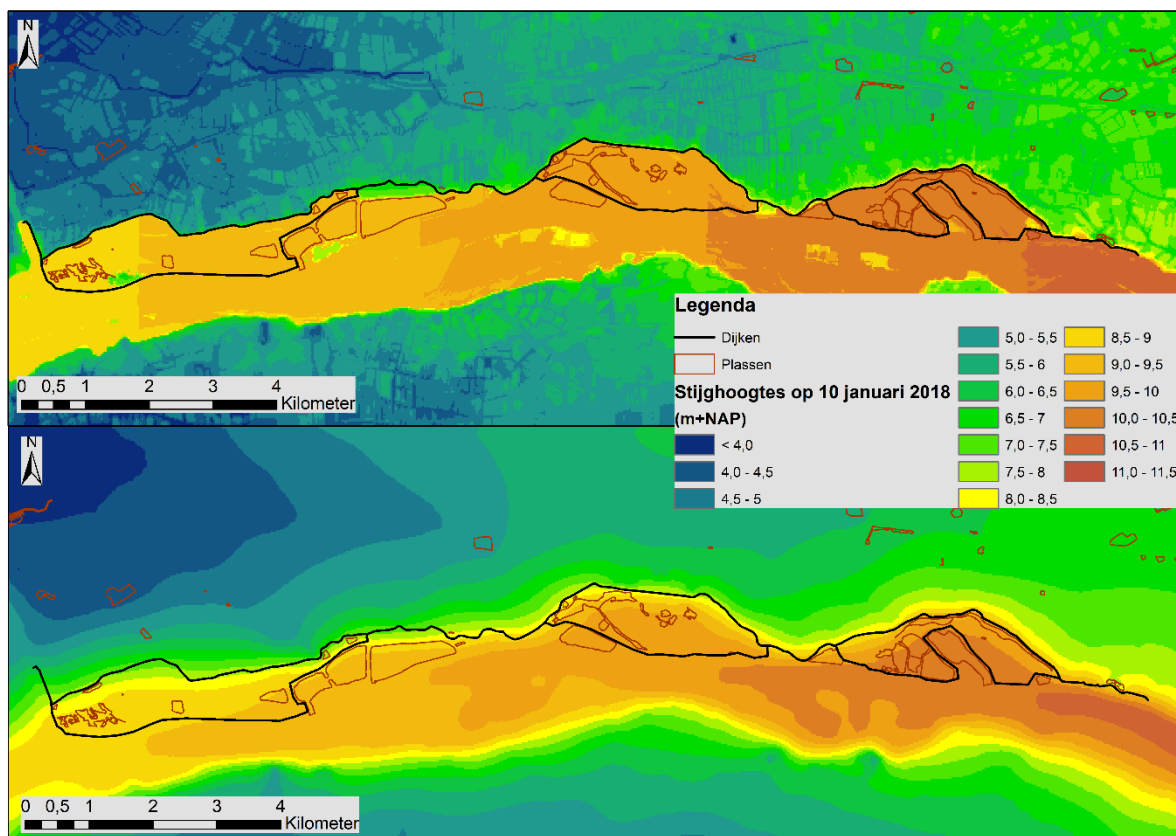 N
0 0,5 1 2 3 4
Kilometer
Legenda
Dijken
Plassen
Stijghoogtes op 10 januari 2018
(m+NAP)
< 4,0
4,0 - 4,5
4,5 - 5
5,0 - 5,5
5,5 - 6
6,0 - 6,5
6,5 - 7
7,0 - 7,5
7,5 - 8
8,0 - 8,5
8,5 - 9
9,0 - 9,5
9,5 - 10
10,0 - 10,5
10,5 - 11
11,0 - 11,5
N
0 0,5 1 2 3 4
Kilometer